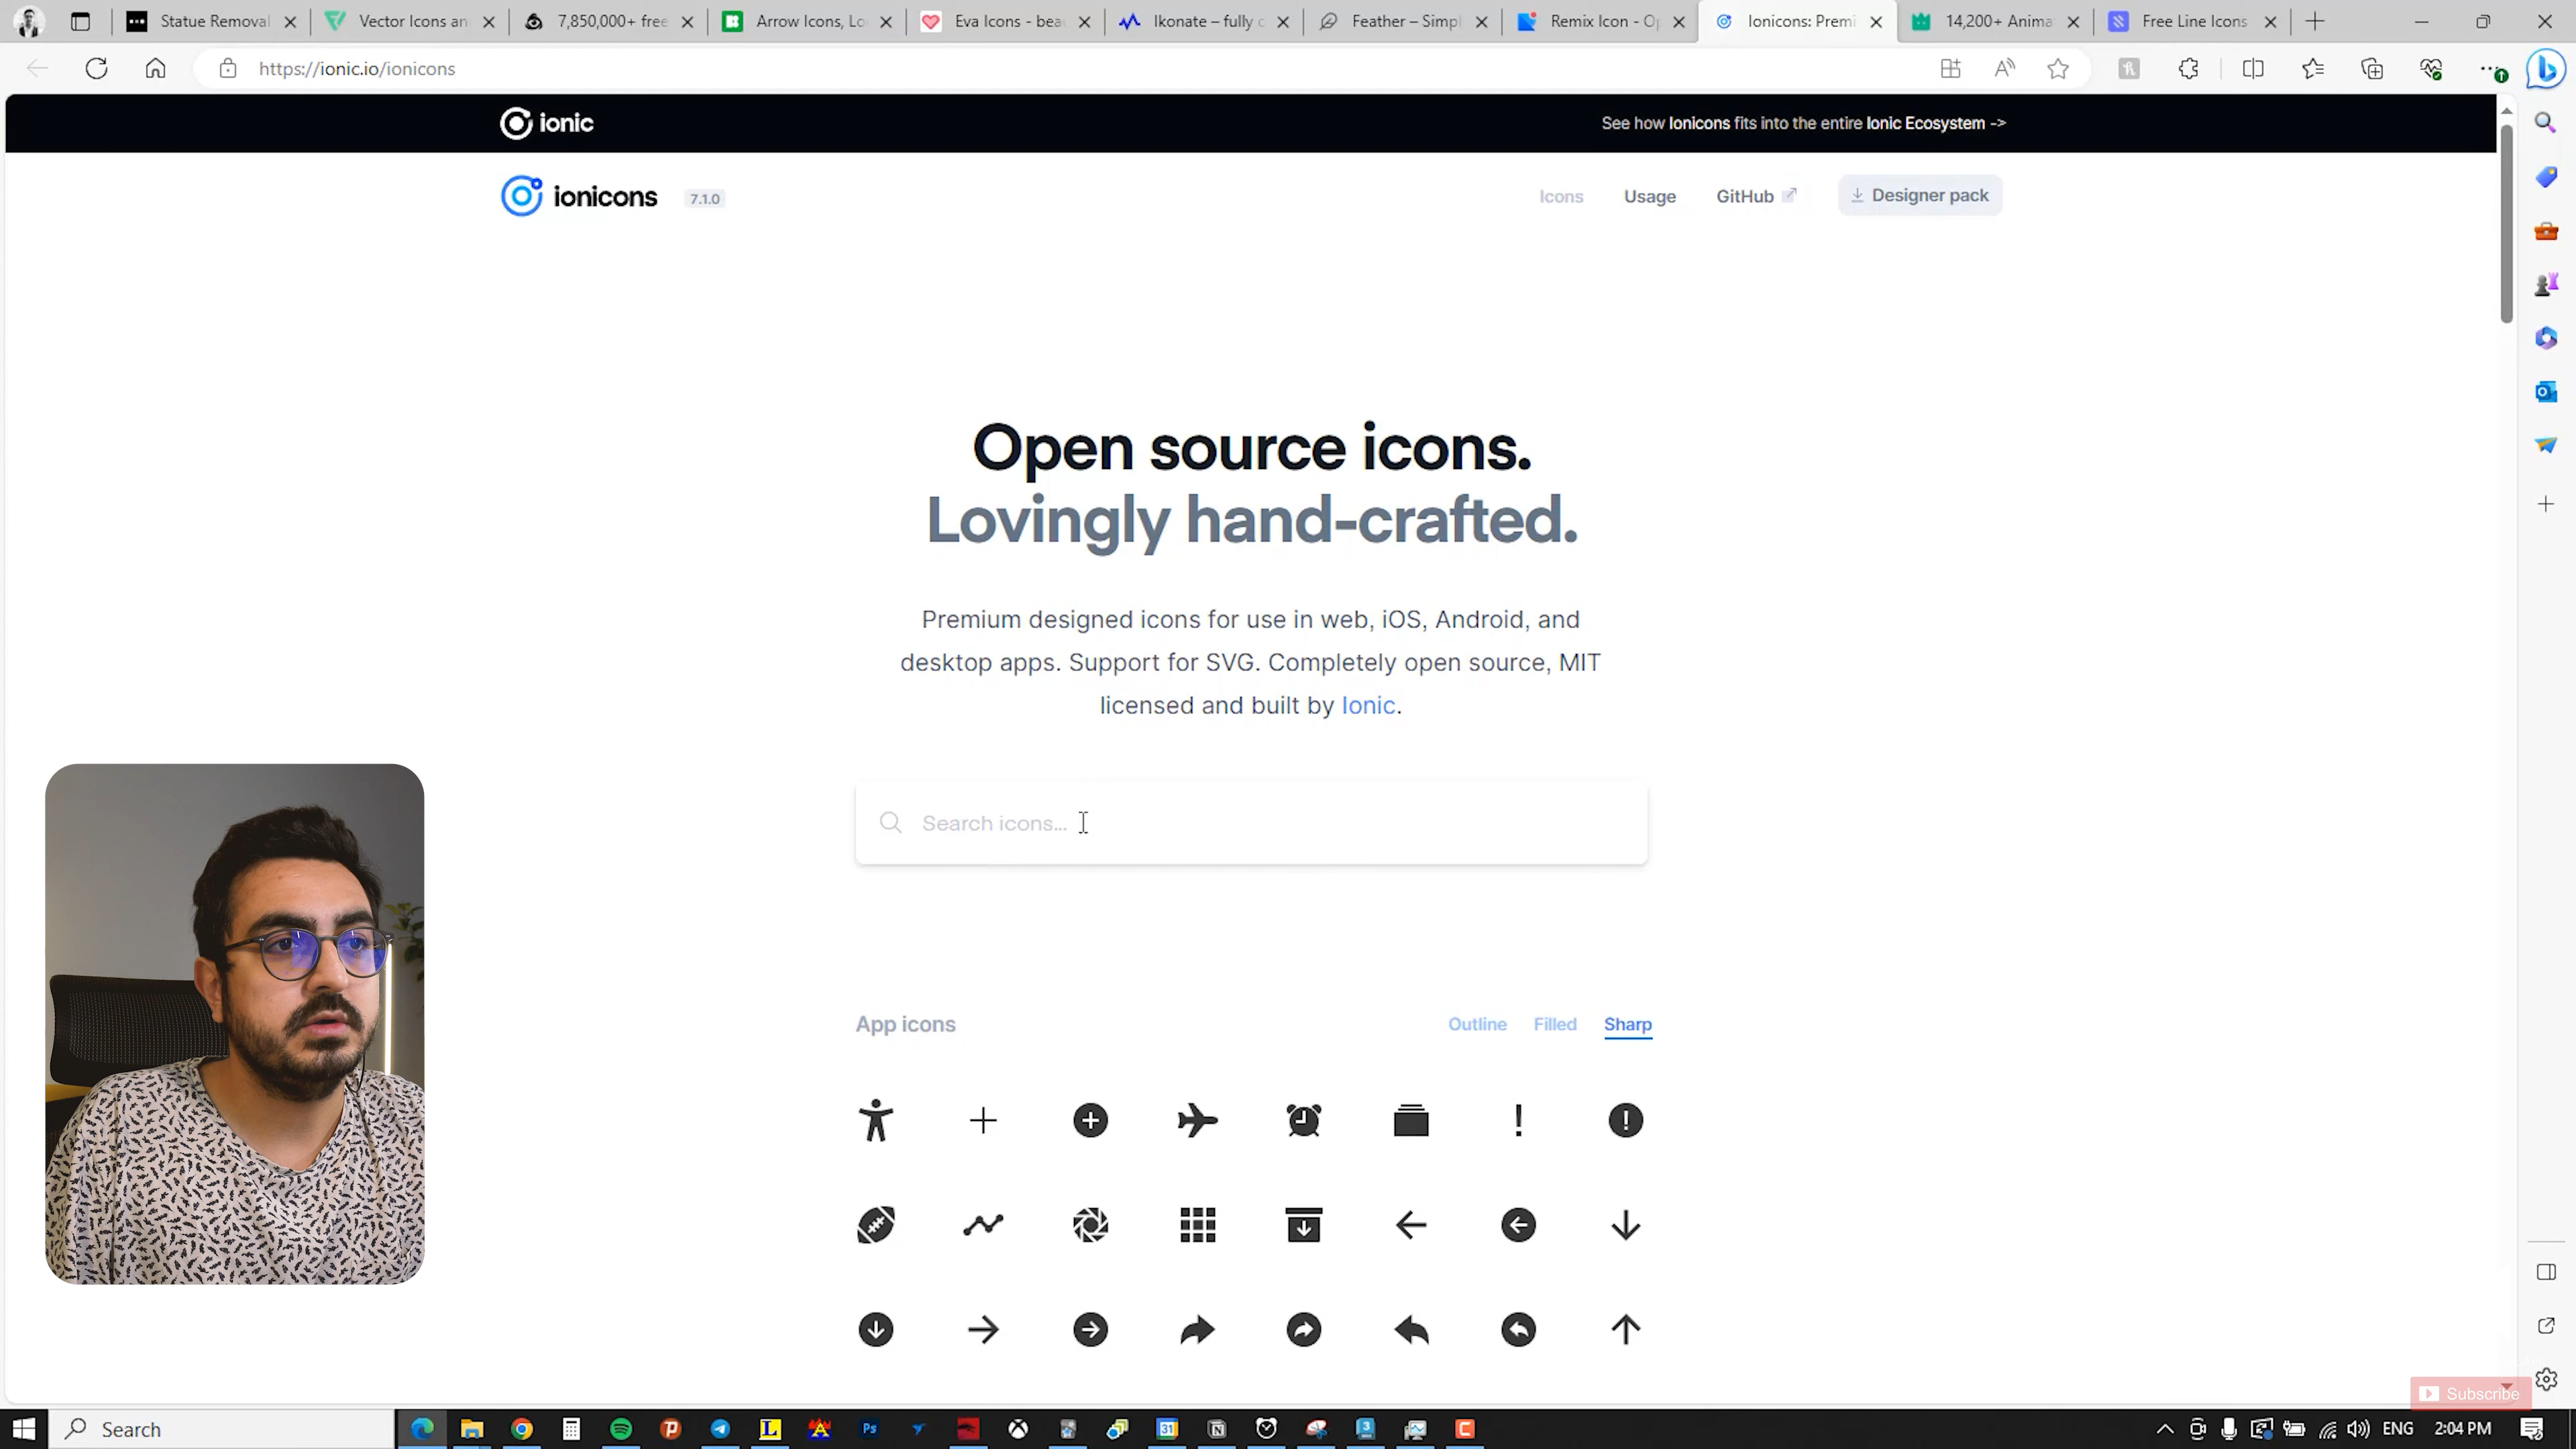 Statue Removal
Vector Icons an
7,850,000+ free
Arrow Icons, Lo
Eva Icons - bea
Ikonate – fully c
Feather – Simpl
Remix Icon - Op
Ionicons: Premi
14,200+ Anima
Free Line Icons
https://ionic.io/ionicons
ionic
See how Ionicons fits into the entire Ionic Ecosystem ->
ionicons 7.1.0
Icons
Usage
GitHub
Designer pack
Open source icons.
Lovingly hand-crafted.
Premium designed icons for use in web, iOS, Android, and
desktop apps. Support for SVG. Completely open source, MIT
licensed and built by Ionic.
Search icons...
App icons
Outline
Filled
Sharp
Subscribe
Search
Ps
31
ENG
2:04 PM